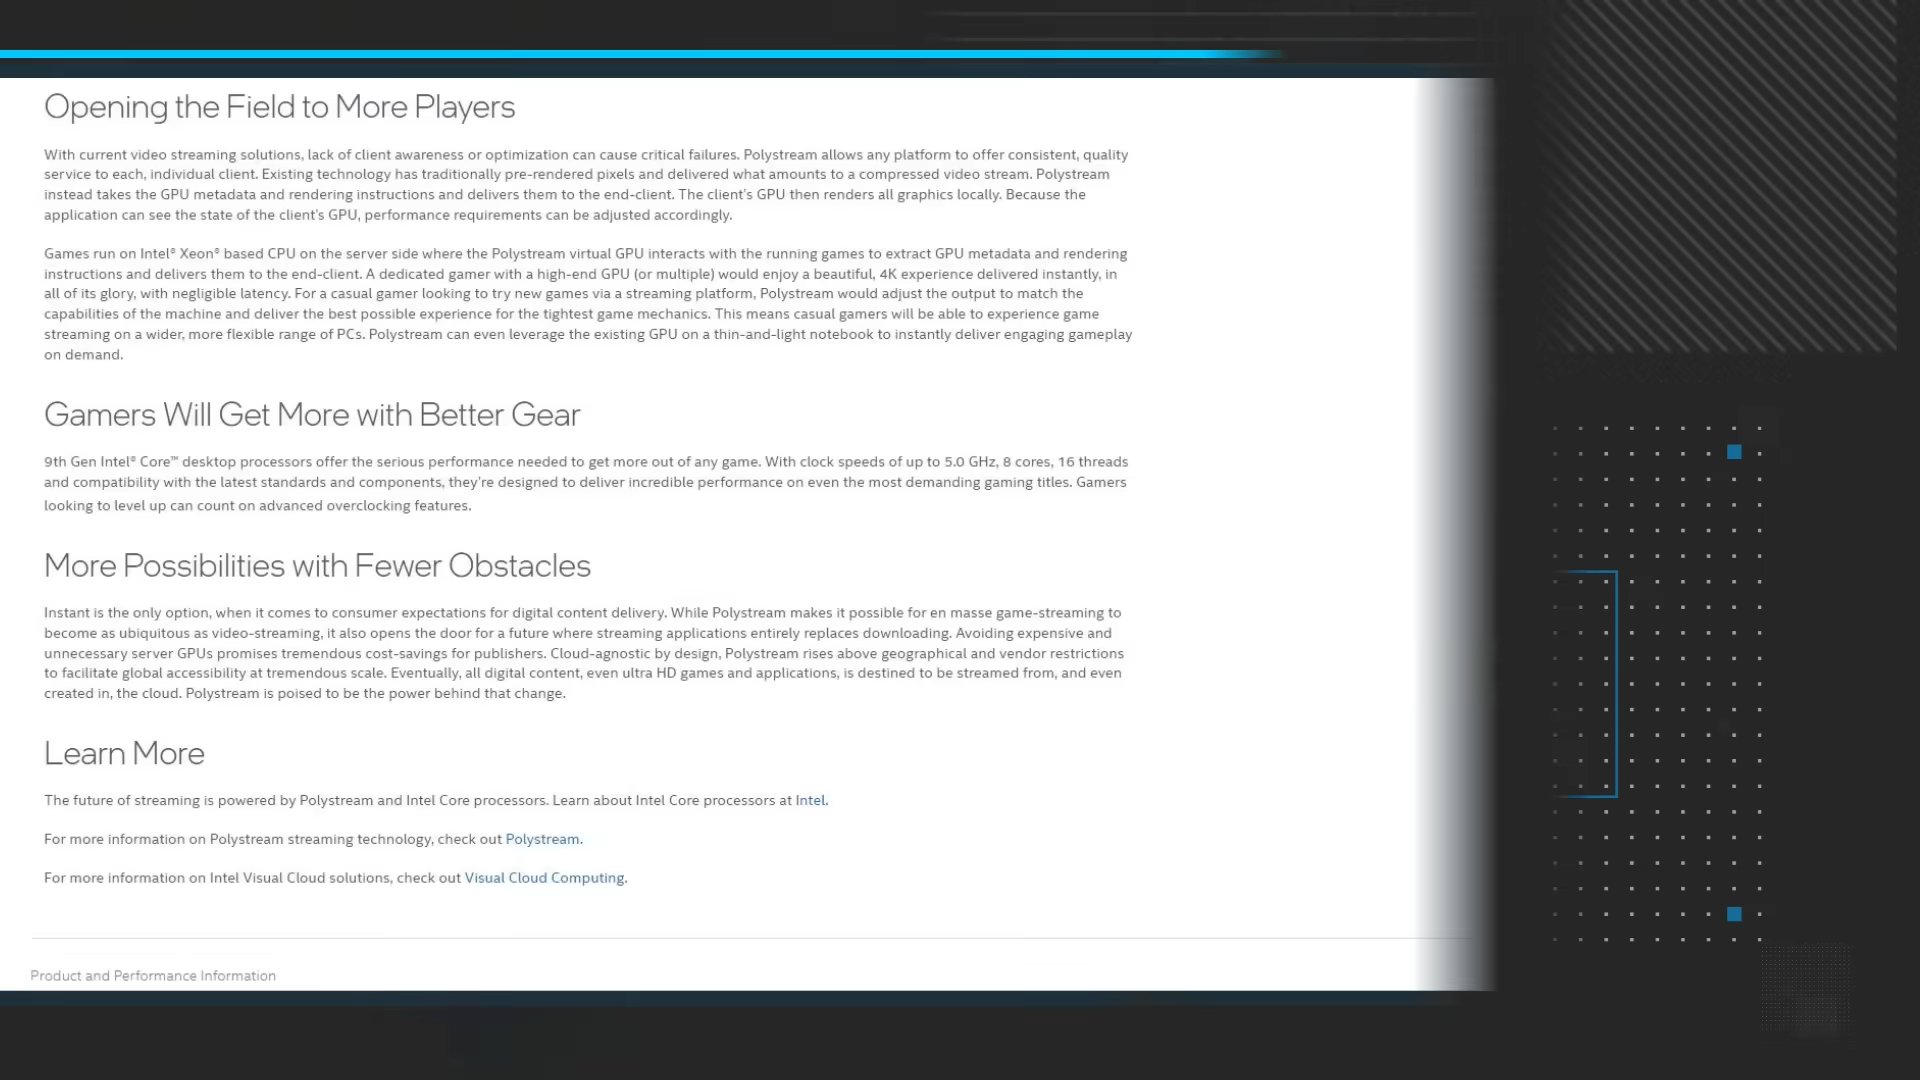 Opening the Field to More Players
With current video streaming solutions, lack of client awareness or optimization can cause critical failures. Polystream allows any platform to offer consistent, quality
service to each, individual client. Existing technology has traditionally pre-rendered pixels and delivered what amounts to a compressed video stream. Polystream
instead takes the GPU metadata and rendering instructions and delivers them to the end-client. The client's GPU then renders all graphics locally. Because the
application can see the state of the client's GPU, performance requirements can be adjusted accordingly.
Games run on Intel® Xeon® based CPU on the server side where the Polystream virtual GPU interacts with the running games to extract GPU metadata and rendering
instructions and delivers them to the end-client. A dedicated gamer with a high-end GPU (or multiple) would enjoy a beautiful, 4K experience delivered instantly, in
all of its glory, with negligible latency. For a casual gamer looking to try new games via a streaming platform, Polystream would adjust the output to match the
capabilities of the machine and deliver the best possible experience for the tightest game mechanics. This means casual gamers will be able to experience game
streaming on a wider, more flexible range of PCs. Polystream can even leverage the existing GPU on a thin-and-light notebook to instantly deliver engaging gameplay
on demand.
Gamers Will Get More with Better Gear
9th Gen Intel® Core™ desktop processors offer the serious performance needed to get more out of any game. With clock speeds of up to 5.0 GHz, 8 cores, 16 threads
and compatibility with the latest standards and components, they're designed to deliver incredible performance on even the most demanding gaming titles. Gamers
looking to level up can count on advanced overclocking features.
More Possibilities with Fewer Obstacles
Instant is the only option, when it comes to consumer expectations for digital content delivery. While Polystream makes it possible for en masse game-streaming to
become as ubiquitous as video-streaming, it also opens the door for a future where streaming applications entirely replaces downloading. Avoiding expensive and
unnecessary server GPUs promises tremendous cost-savings for publishers. Cloud-agnostic by design, Polystream rises above geographical and vendor restrictions
to facilitate global accessibility at tremendous scale. Eventually, all digital content, even ultra HD games and applications, is destined to be streamed from, and even
created in, the cloud. Polystream is poised to be the power behind that change.
Learn More
The future of streaming is powered by Polystream and Intel Core processors. Learn about Intel Core processors at Intel.
For more information on Polystream streaming technology, check out Polystream.
For more information on Intel Visual Cloud solutions, check out Visual Cloud Computing.
Product and Performance Information